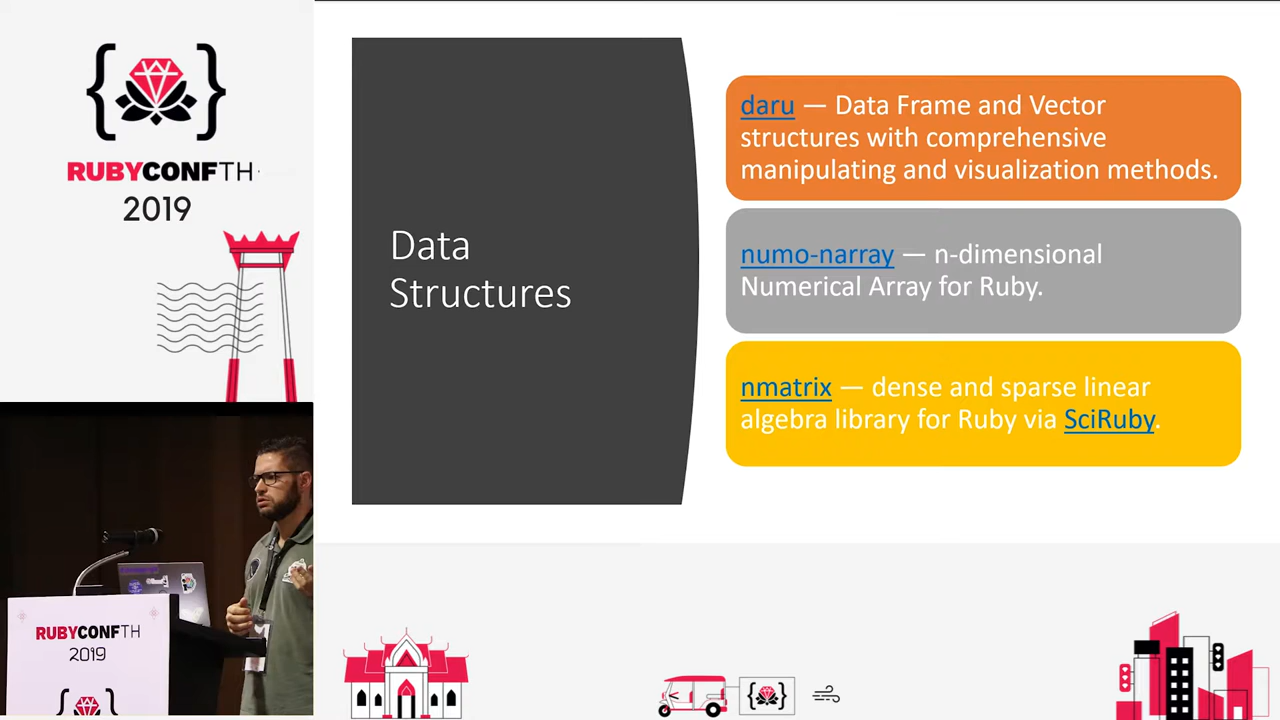 RUBYCONFTH
2019
Data
Structures
daru — Data Frame and Vector
structures with comprehensive
manipulating and visualization methods.
numo-narray — n-dimensional
Numerical Array for Ruby.
nmatrix — dense and sparse linear
algebra library for Ruby via SciRuby.
RUBYCONFTH
2019